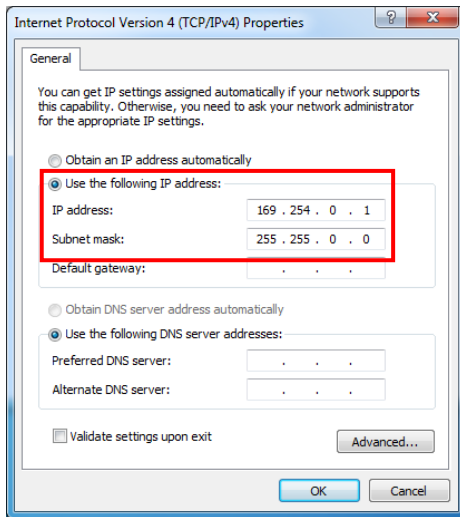 Internet Protocol Version 4 (TCP/IPv4) Properties
General
You can get IP settings assigned automatically if your network supports
this capability. Otherwise, you need to ask your network administrator
for the appropriate IP settings.
Obtain an IP address automatically
Use the following IP address:
IP address: 169 . 254 . 0 . 1
Subnet mask: 255 . 255 . 0 . 0
Default gateway: . . .
Obtain DNS server address automatically
Use the following DNS server addresses:
Preferred DNS server: . . .
Alternate DNS server: . . .
Validate settings upon exit
Advanced...
OK Cancel